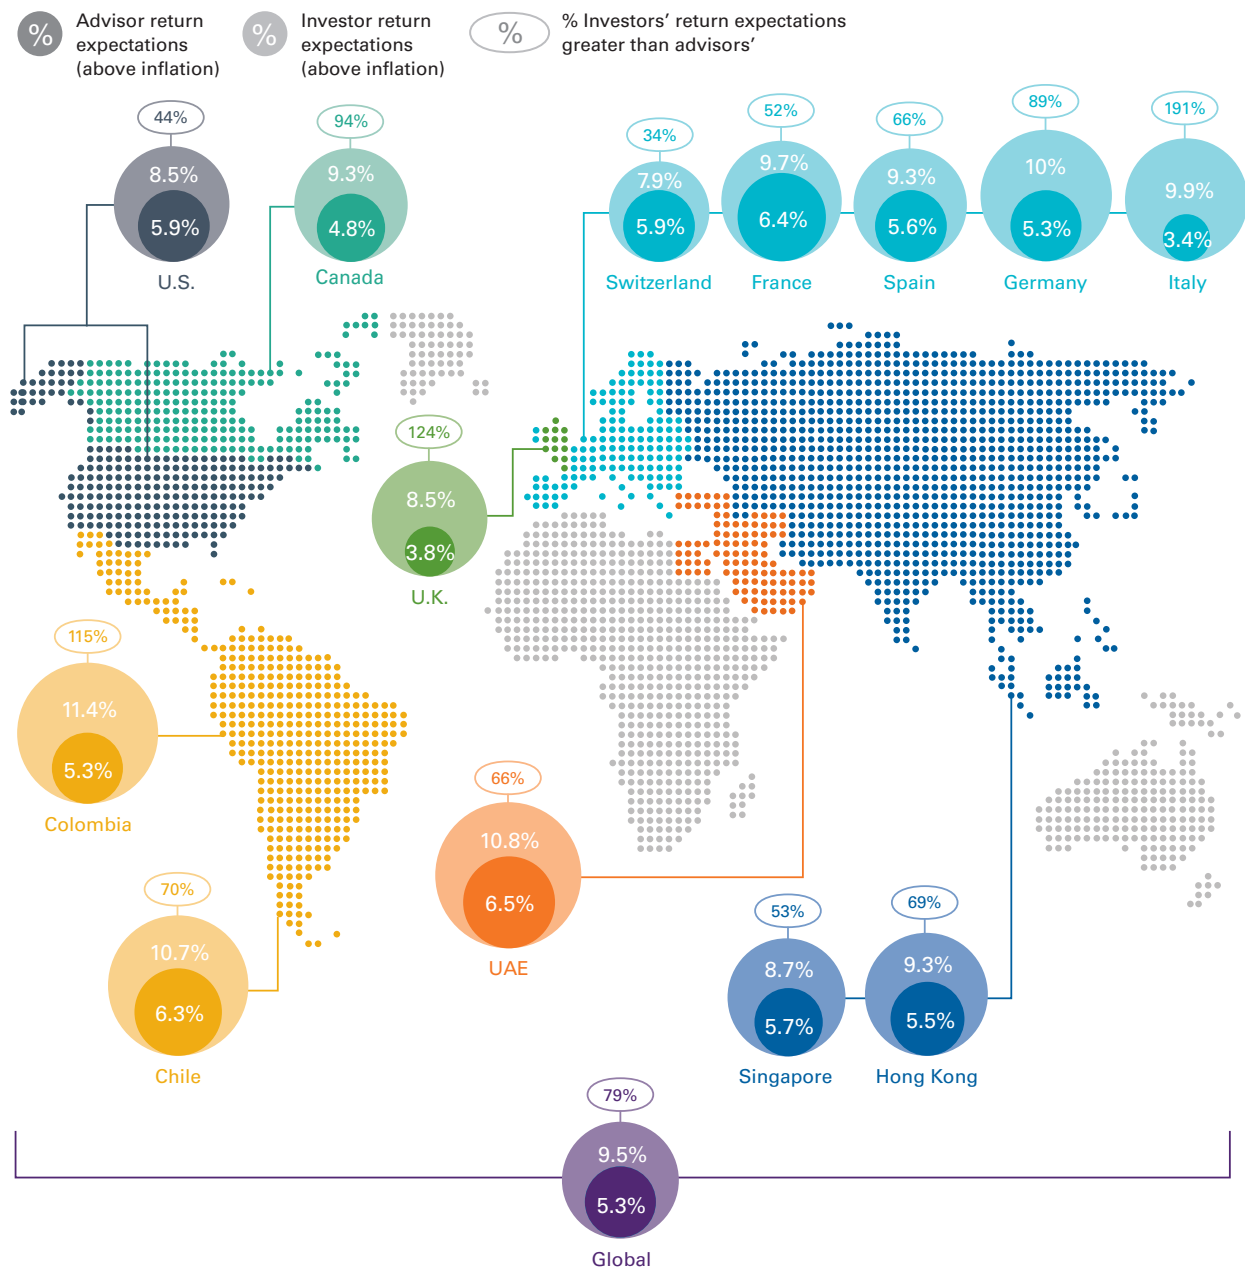 %
Advisor return
expectations
(above inflation)
%
Investor return
expectations
(above inflation)
%
% Investors’ return expectations
greater than advisors’
44%
8.5%
5.9%
U.S.
94%
9.3%
4.8%
Canada
34%
7.9%
5.9%
Switzerland
52%
9.7%
6.4%
France
66%
9.3%
5.6%
Spain
89%
10%
5.3%
Germany
191%
9.9%
3.4%
Italy
124%
8.5%
3.8%
U.K.
115%
11.4%
5.3%
Colombia
66%
10.8%
6.5%
UAE
70%
10.7%
6.3%
Chile
53%
8.7%
5.7%
Singapore
69%
9.3%
5.5%
Hong Kong
79%
9.5%
5.3%
Global